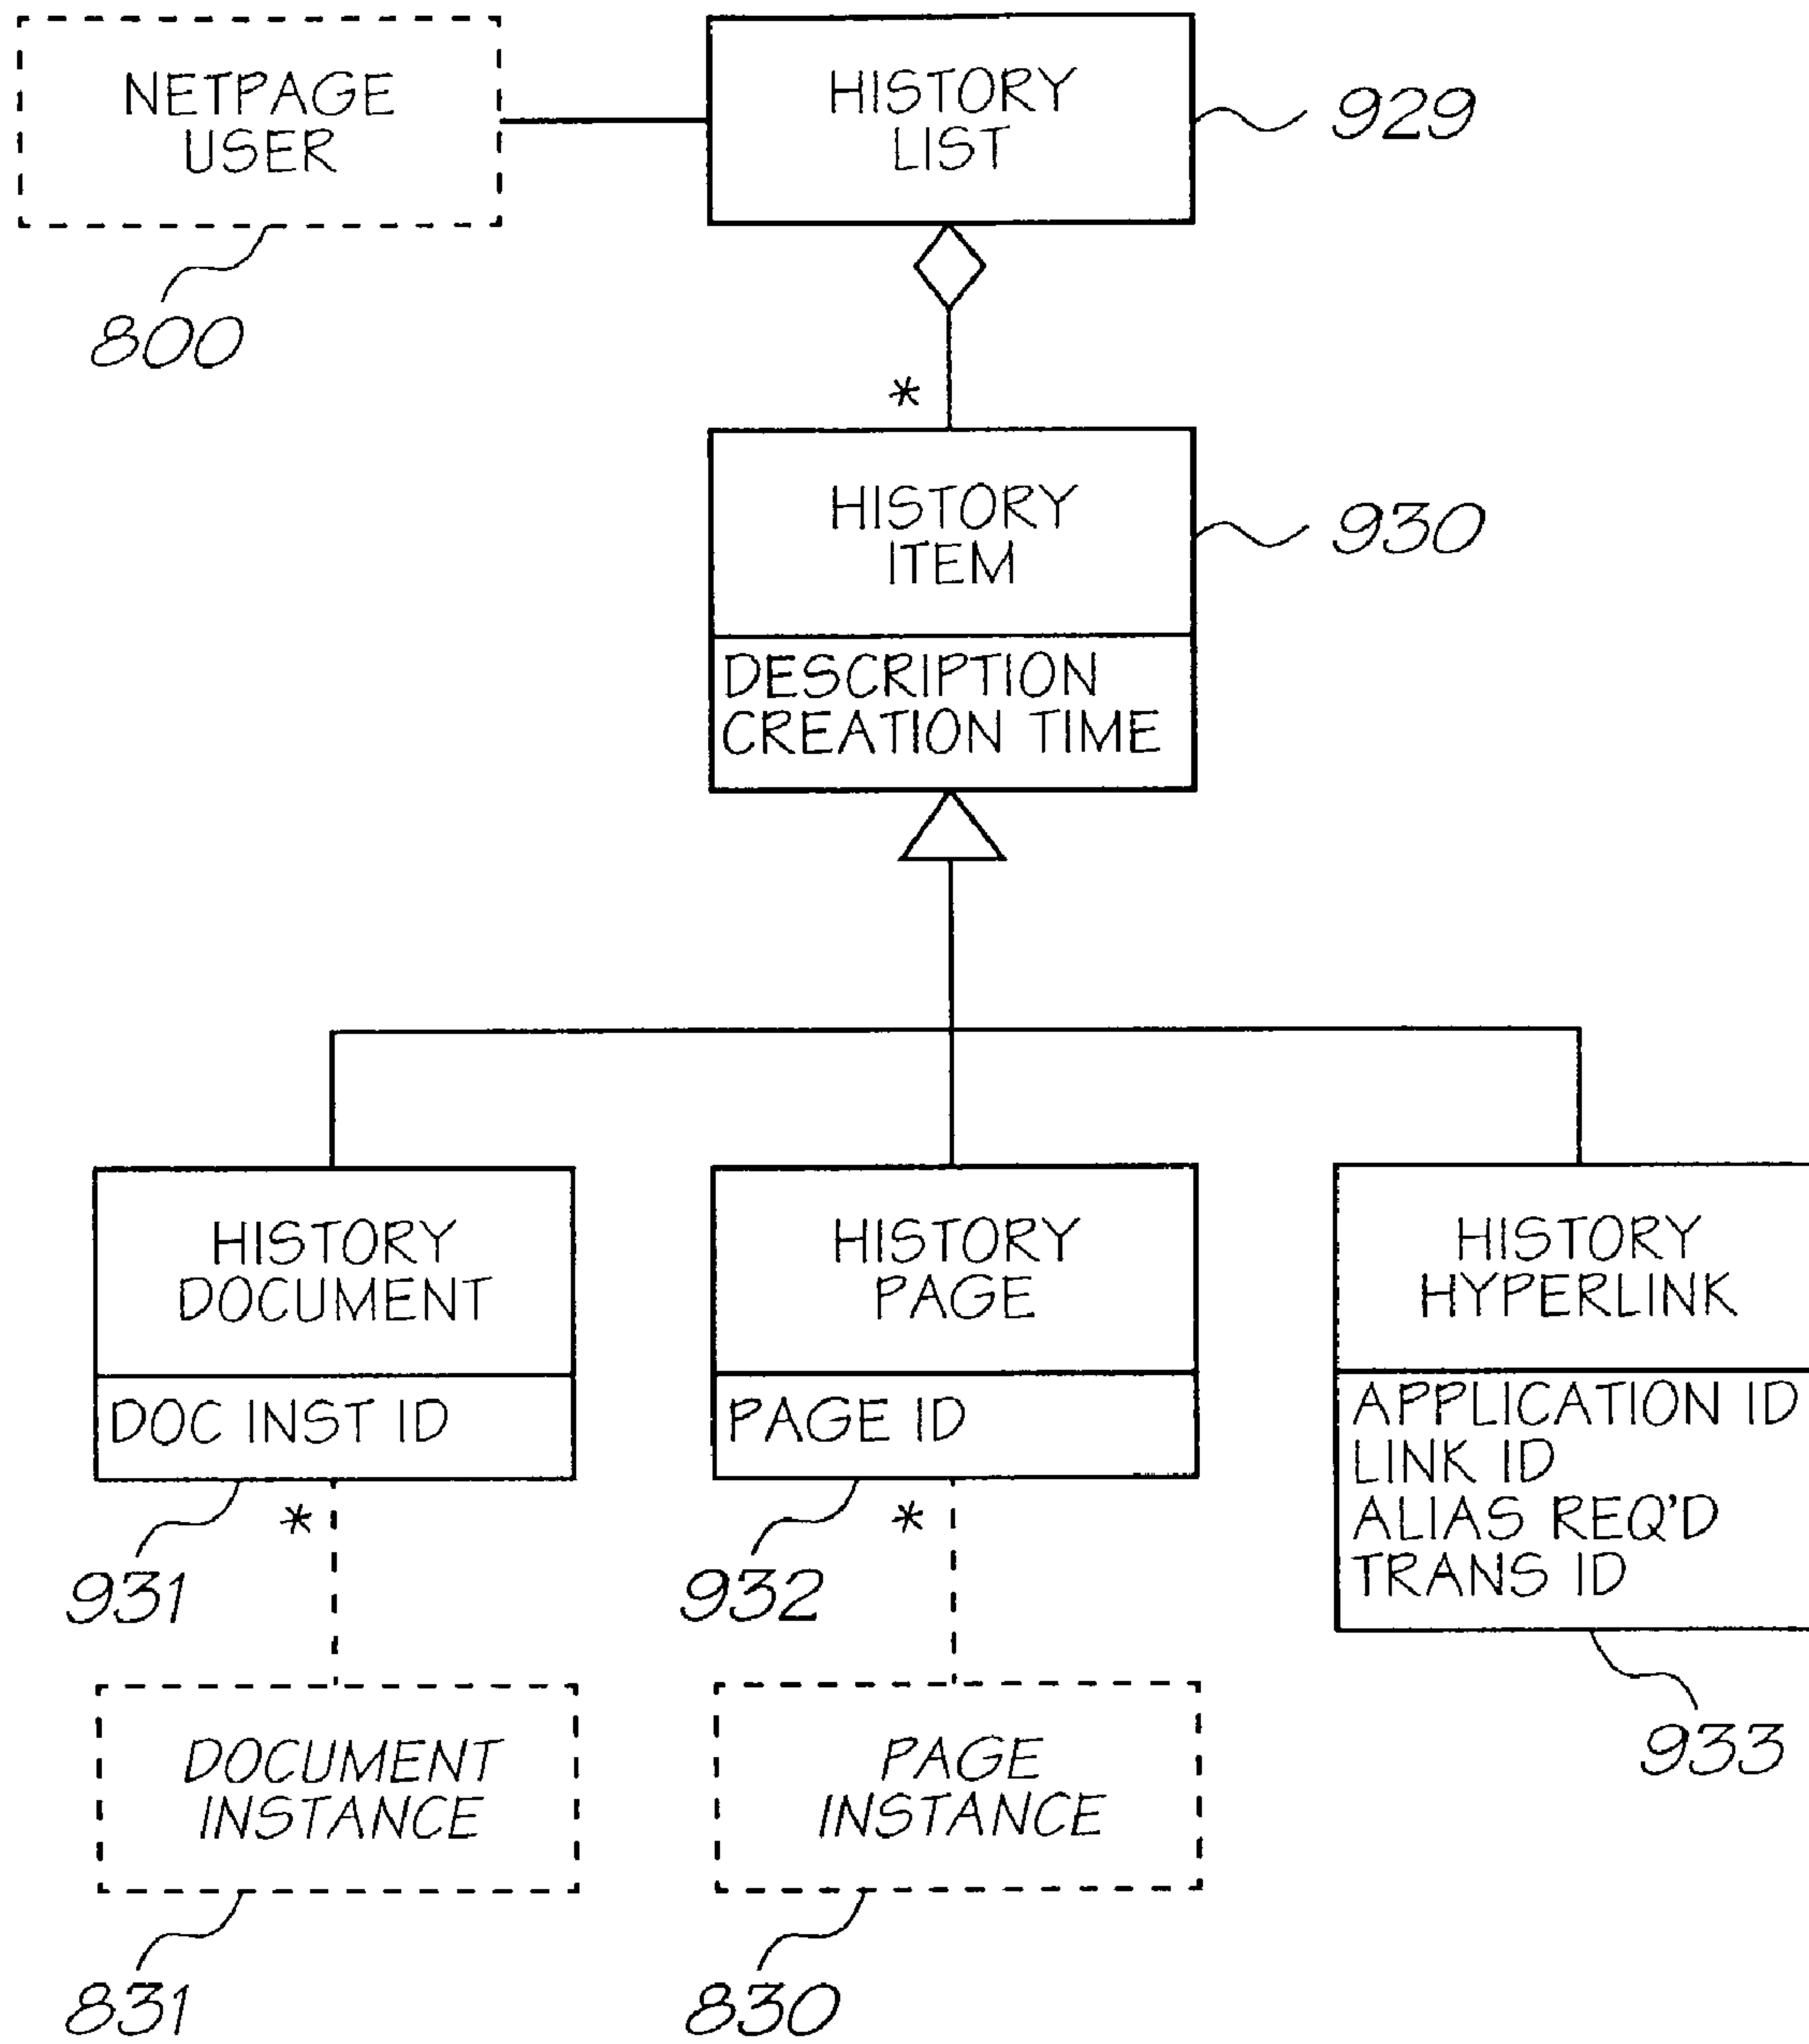 NETPAGE
USER
800
HISTORY
LIST
929
*
HISTORY
ITEM
930
DESCRIPTION
CREATION TIME
HISTORY
DOCUMENT
DOC INST ID
931
*
HISTORY
PAGE
PAGE ID
932
*
HISTORY
HYPERLINK
APPLICATION ID
LINK ID
ALIAS REQ'D
TRANS ID
933
DOCUMENT
INSTANCE
831
PAGE
INSTANCE
830